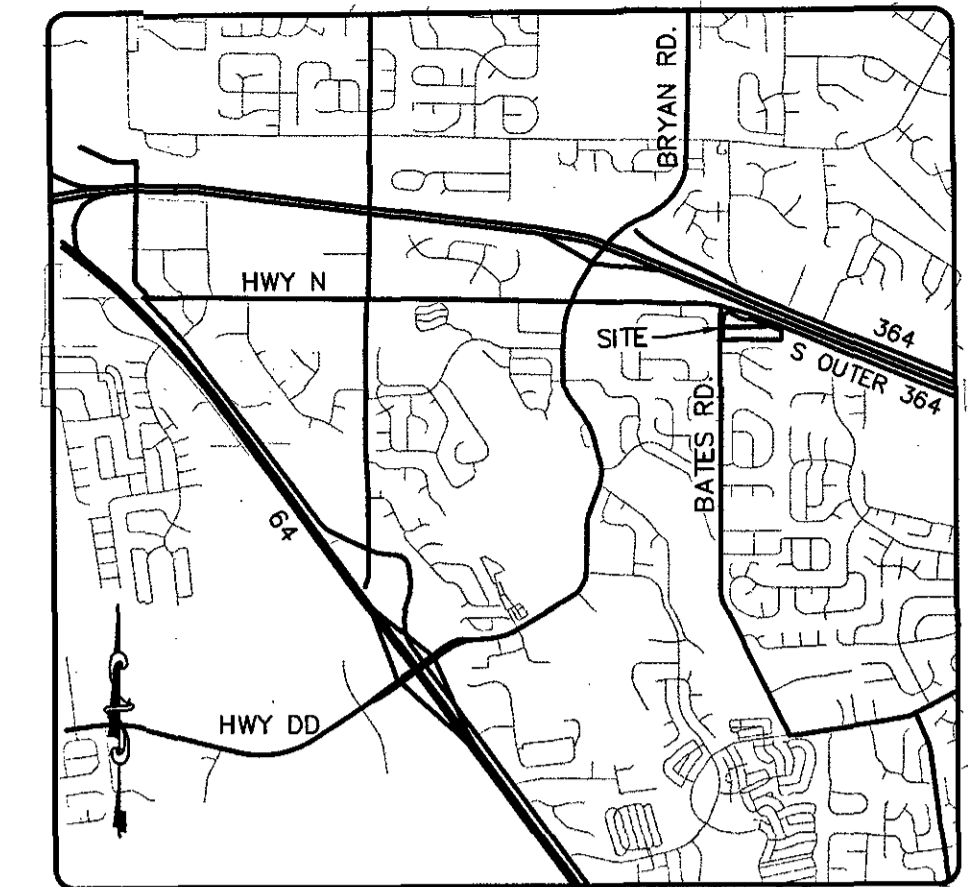 BRYAN RD.
HWY N
SITE
364
S OUTER 364
BATES RD.
64
HWY DD